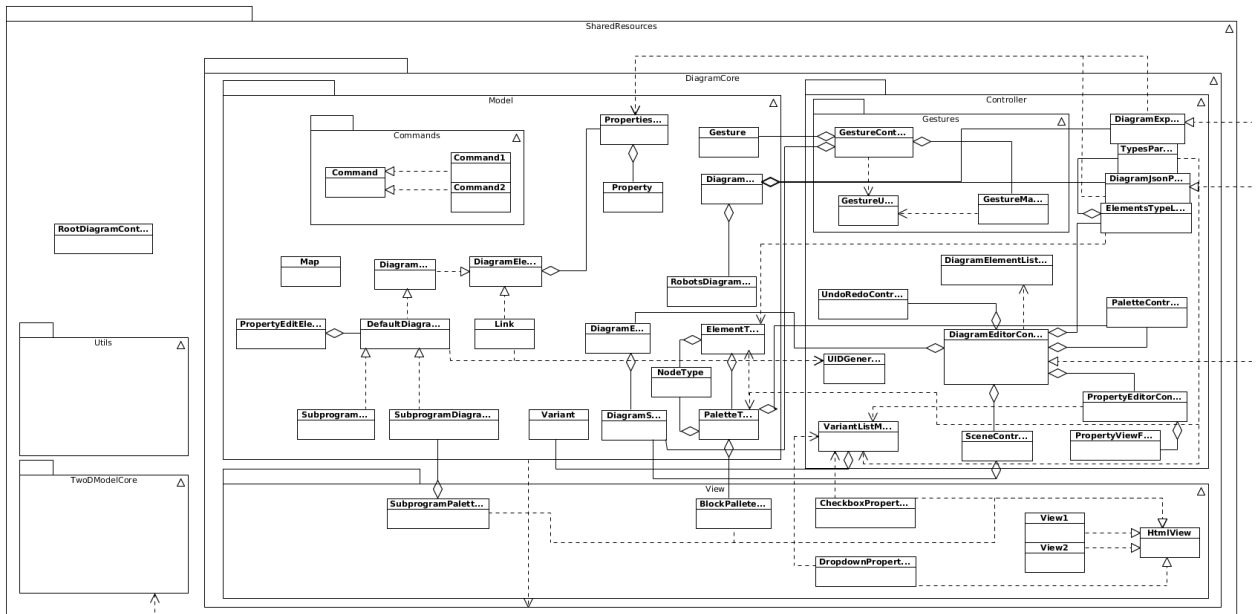 SharedResources
DiagramCore
Model
Controller
Commands
Command
Command1
Command2
Properties...
Property
Gesture
Diagram...
Gestures
GestureCont...
GestureU...
GestureMa...
DiagramExp...
TypesPar...
DiagramJsonP...
ElementsTypeL...
RootDiagramCont...
Map
Diagram...
DiagramEle...
RobotsDiagram...
DiagramElementList...
UndoRedoContr...
PaletteContr...
PropertyEditEle...
DefaultDiagra...
Link
DiagramE...
ElementT...
DiagramEditorCon...
Utils
NodeType
UIDGener...
PropertyEditorCon...
Subprogram...
SubprogramDiagra...
Variant
DiagramS...
PaletteT...
VariantListM...
SceneContr...
PropertyViewF...
TwoDModelCore
View
SubprogramPalett...
BlockPallete...
CheckboxPropert...
View1
View2
HtmlView
DropdownPropert...